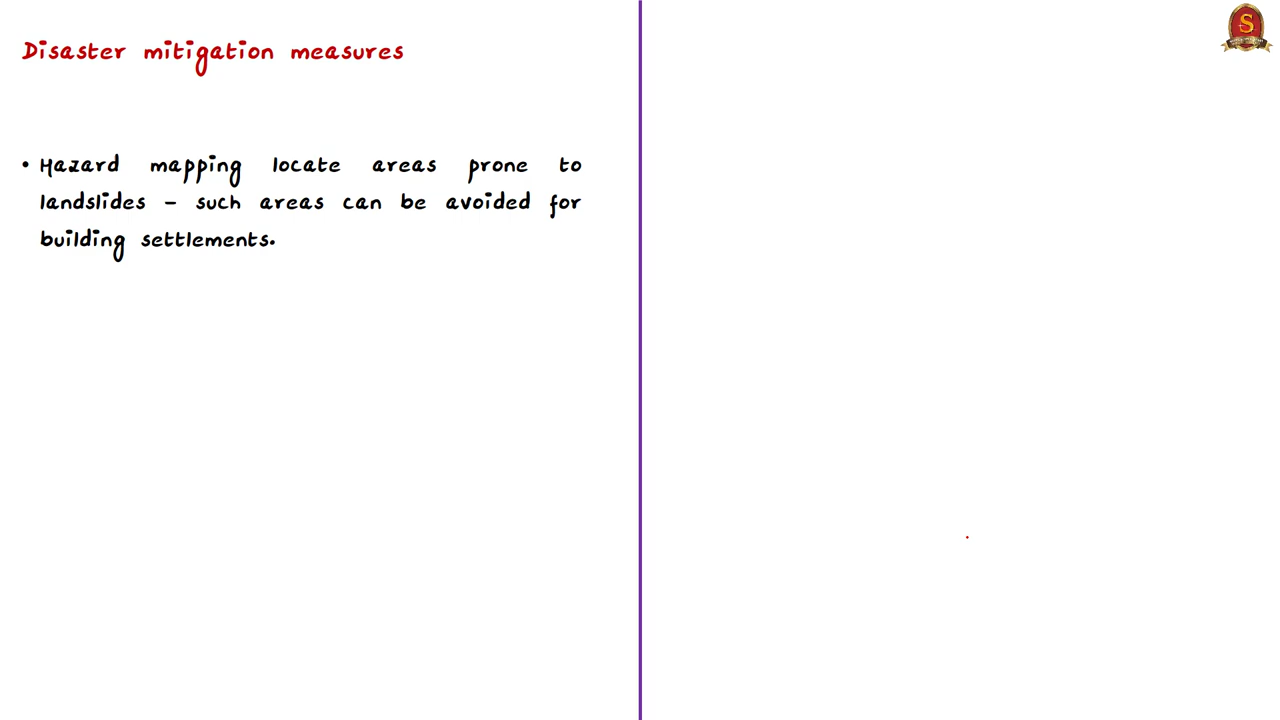 Disaster mitigation measures
• Hazard mapping locate areas prone to
landslides - such areas can be avoided for
building settlements.
S